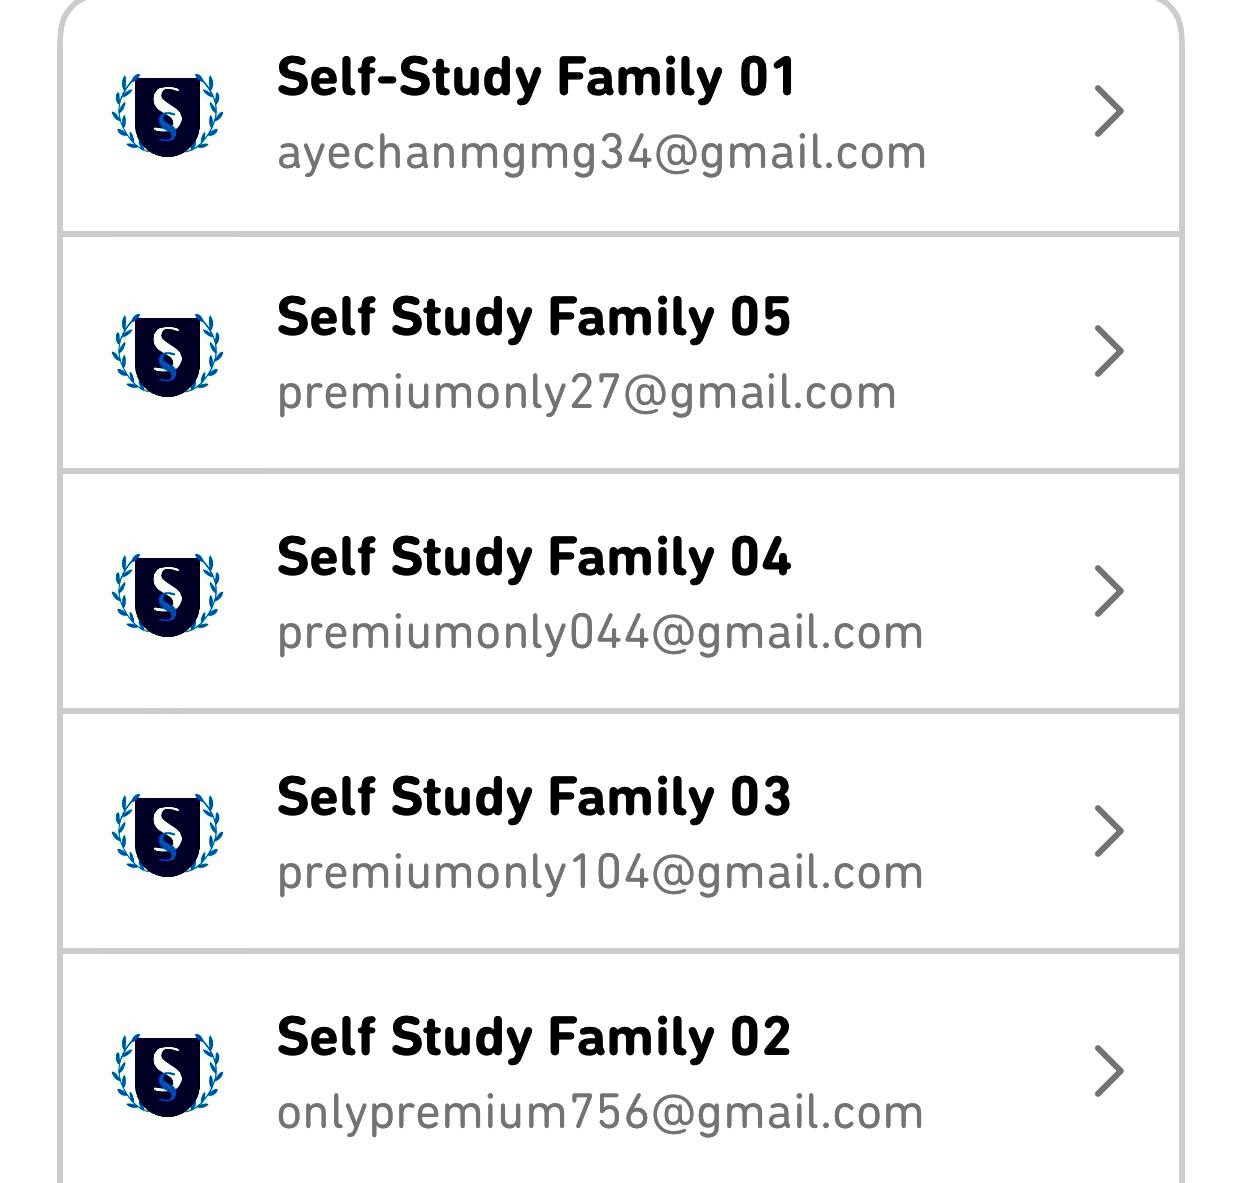 Self-Study Family 01
ayechanmgmg34@gmail.com
Self Study Family 05
premiumonly27@gmail.com
Self Study Family 04
premiumonly044@gmail.com
Self Study Family 03
premiumonly104@gmail.com
Self Study Family 02
onlypremium756@gmail.com